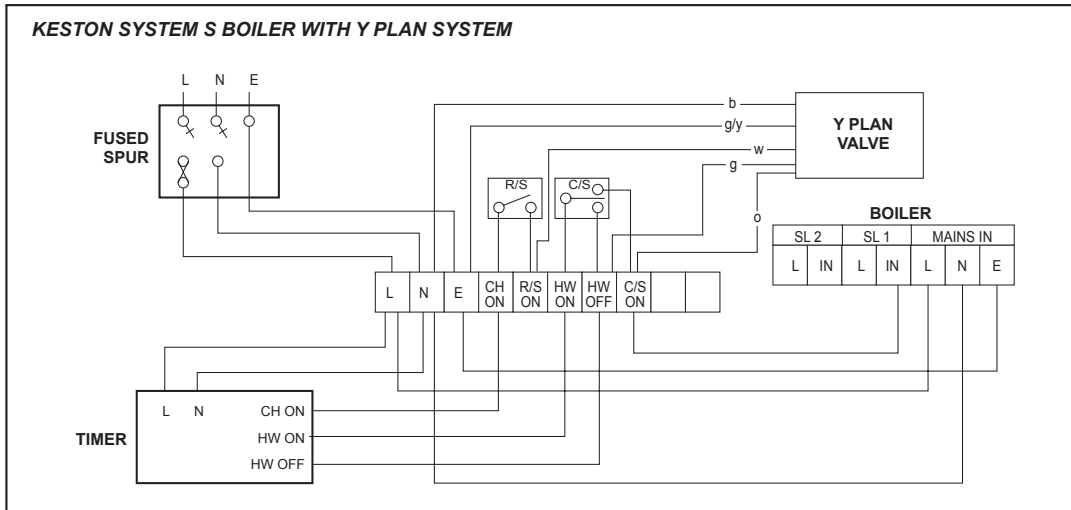 KESTON SYSTEM S BOILER WITH Y PLAN SYSTEM
L N E
FUSED
SPUR
b
g/y
w
g
o
Y PLAN
VALVE
R/S
C/S
BOILER
SL 2 SL 1 MAINS IN
L IN L IN L N E
L N E CH ON R/S ON HW ON HW OFF C/S ON
TIMER
L N CH ON
HW ON
HW OFF